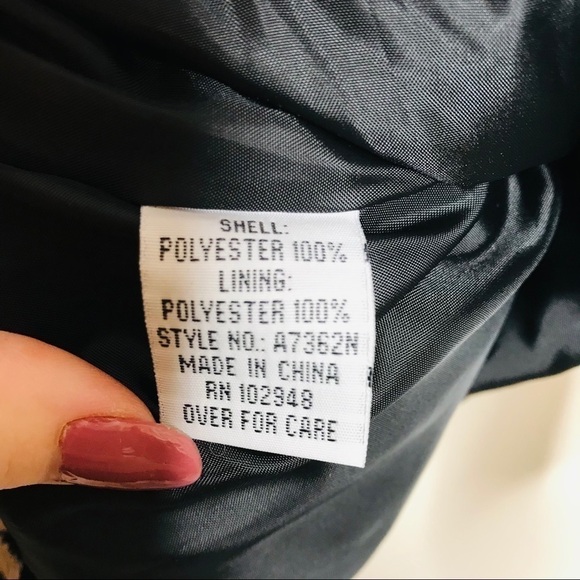 SHELL:
POLYESTER 100%
LINING:
POLYESTER 100%
STYLE NO.: A7362N
MADE IN CHINA
RN 102948
OVER FOR CARE